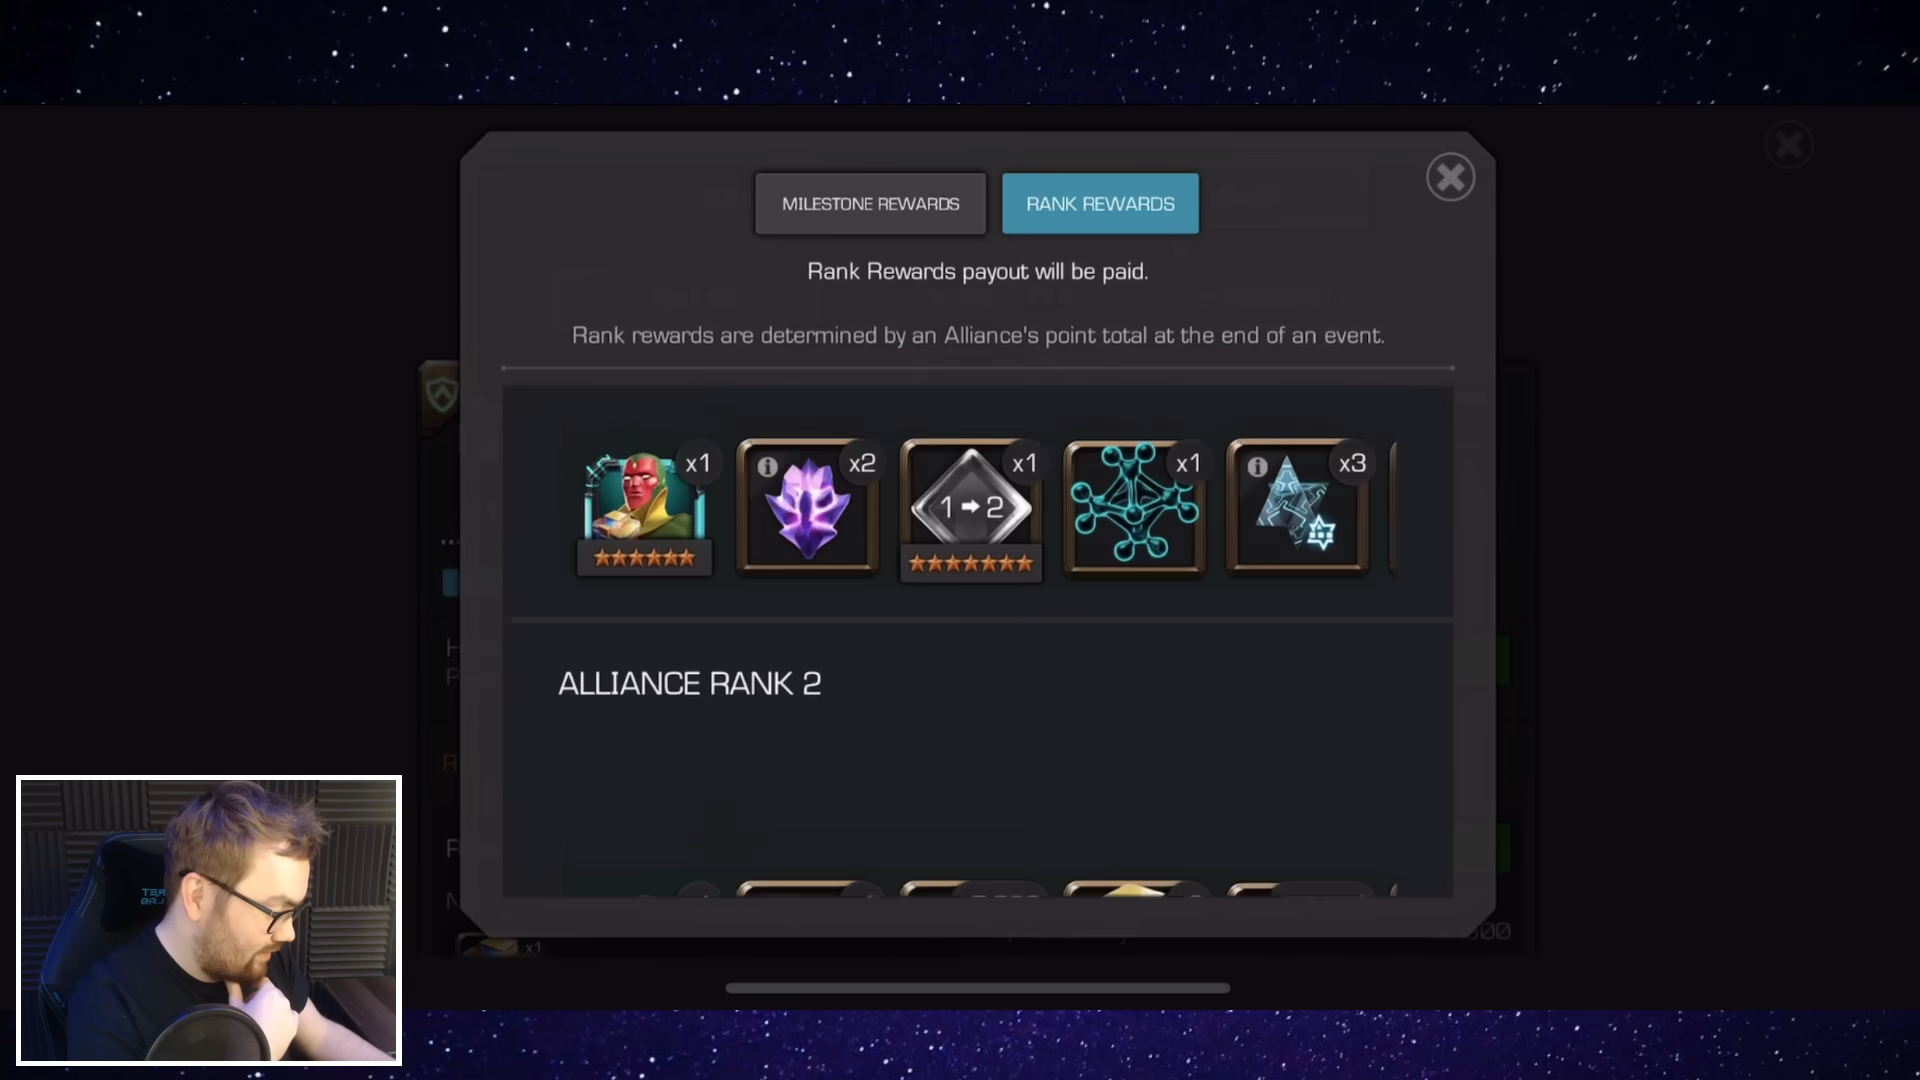 MILESTONE REWARDS
RANK REWARDS
Rank Rewards payout will be paid.
Rank rewards are determined by an Alliance's point total at the end of an event.
x1
x2
x1
x1
x3
1 → 2
ALLIANCE RANK 2
x1